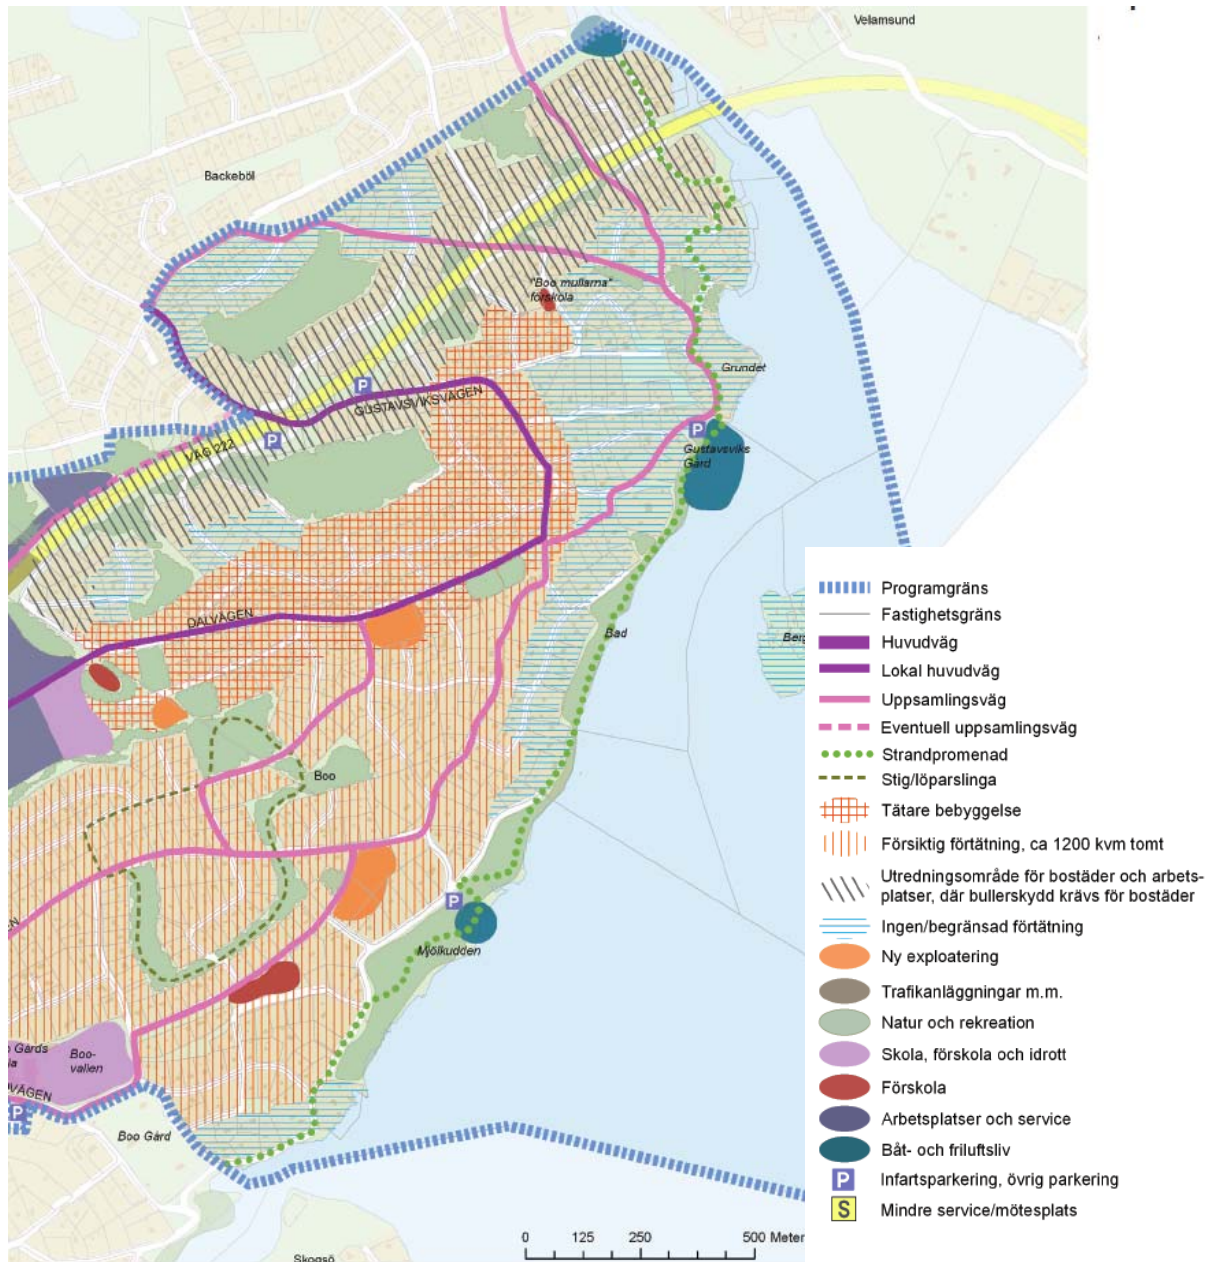 Velamsund
Backeböl
"Boo mullarna"
förskola
Grundet
P
GUSTAVSVIKSVÄGEN
P
VÄG 222
P
Gustavsviks
Gård
DALVÄGEN
Bad
Boo
P
Mjölkudden
Gårds
Boo-
vallen
VÄGEN
P
Boo Gård
Skogsö
0 125 250 500 Meter
Programgräns
Fastighetsgräns
Huvudväg
Lokal huvudväg
Uppsamlingsväg
Eventuell uppsamlingsväg
Strandpromenad
Stig/löparslinga
Tätare bebyggelse
Försiktig förtätning, ca 1200 kvm tomt
Utredningsområde för bostäder och arbets-
platser, där bullerskydd krävs för bostäder
Ingen/begränsad förtätning
Ny exploatering
Trafikanläggningar m.m.
Natur och rekreation
Skola, förskola och idrott
Förskola
Arbetsplatser och service
Båt- och friluftsliv
P Infartsparkering, övrig parkering
S Mindre service/mötesplats